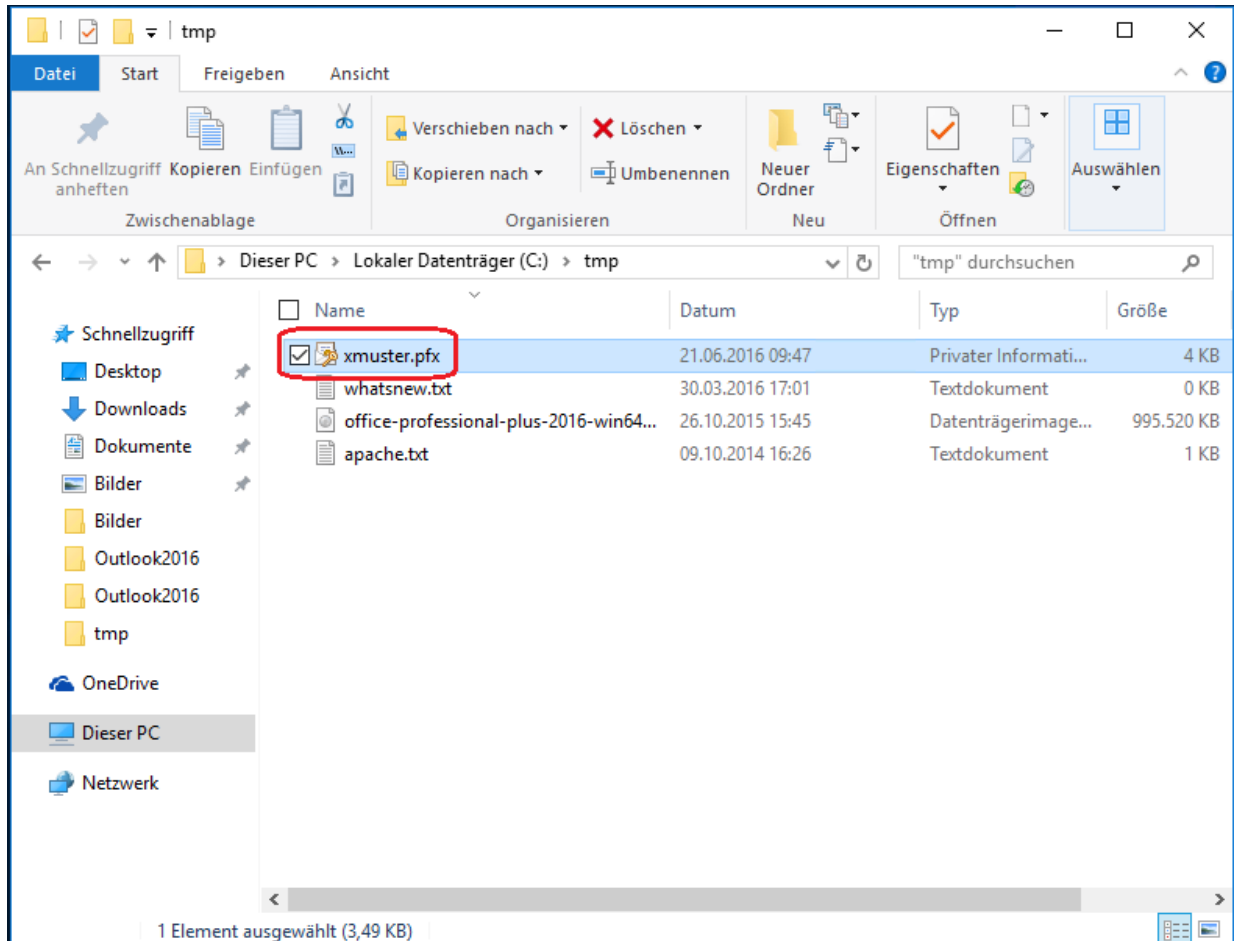 tmp
Datei Start Freigeben Ansicht
An Schnellzugriff anheften
Kopieren
Einfügen
Verschieben nach
Kopieren nach
Löschen
Umbenennen
Neuer Ordner
Eigenschaften
Auswählen
Zwischenablage Organisieren Neu Öffnen
Dieser PC > Lokaler Datenträger (C:) > tmp
"tmp" durchsuchen
Name Datum Typ Größe
xmuster.pfx 21.06.2016 09:47 Privater Informati... 4 KB
whatsnew.txt 30.03.2016 17:01 Textdokument 0 KB
office-professional-plus-2016-win64... 26.10.2015 15:45 Datenträgerimage... 995.520 KB
apache.txt 09.10.2014 16:26 Textdokument 1 KB
Schnellzugriff
Desktop
Downloads
Dokumente
Bilder
Bilder
Outlook2016
Outlook2016
tmp
OneDrive
Dieser PC
Netzwerk
1 Element ausgewählt (3,49 KB)